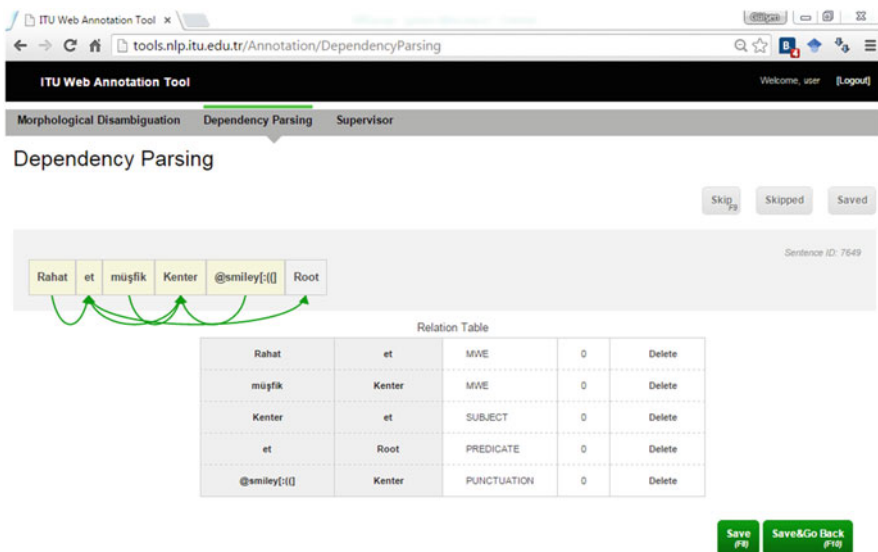 ITU Web Annotation Tool
tools.nlp.itu.edu.tr/Annotation/DependencyParsing
ITU Web Annotation Tool Welcome, user [Logout]
Morphological Disambiguation Dependency Parsing Supervisor
Dependency Parsing
Skip F9 Skipped Saved
Sentence ID: 7649
Rahat et müşfik Kenter @smiley[:((] Root
Relation Table
Rahat et MWE 0 Delete
müşfik Kenter MWE 0 Delete
Kenter et SUBJECT 0 Delete
et Root PREDICATE 0 Delete
@smiley[:((] Kenter PUNCTUATION 0 Delete
Save Save&Go Back
(F8) (F10)